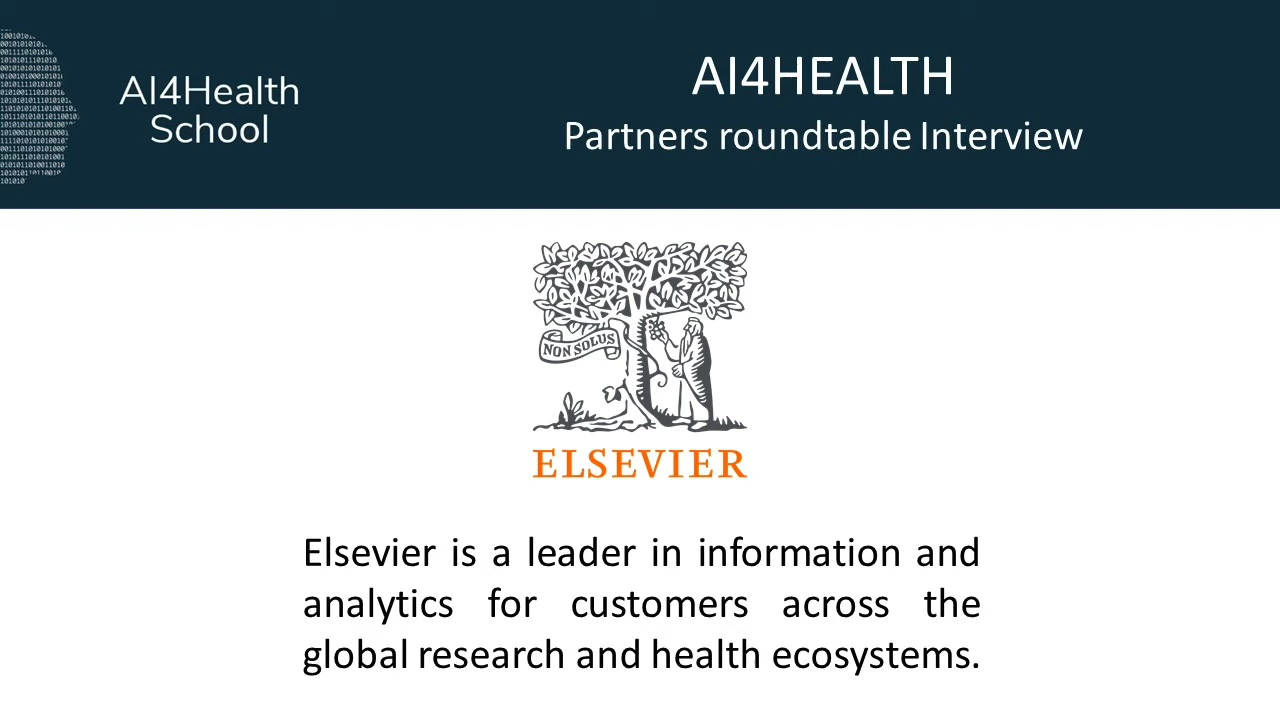 AI4Health
School
AI4HEALTH
Partners roundtable Interview
NON SOLUS
ELSEVIER
Elsevier is a leader in information and
analytics for customers across the
global research and health ecosystems.